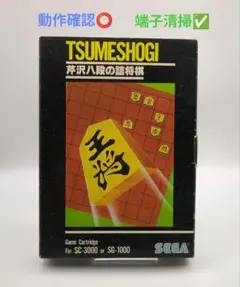 動作確認⭕ 端子清掃✅
TSUMESHOGI
芹沢八段の詰将棋
王将
Game Cartridge
For SC-3000 or SG-1000
SEGA